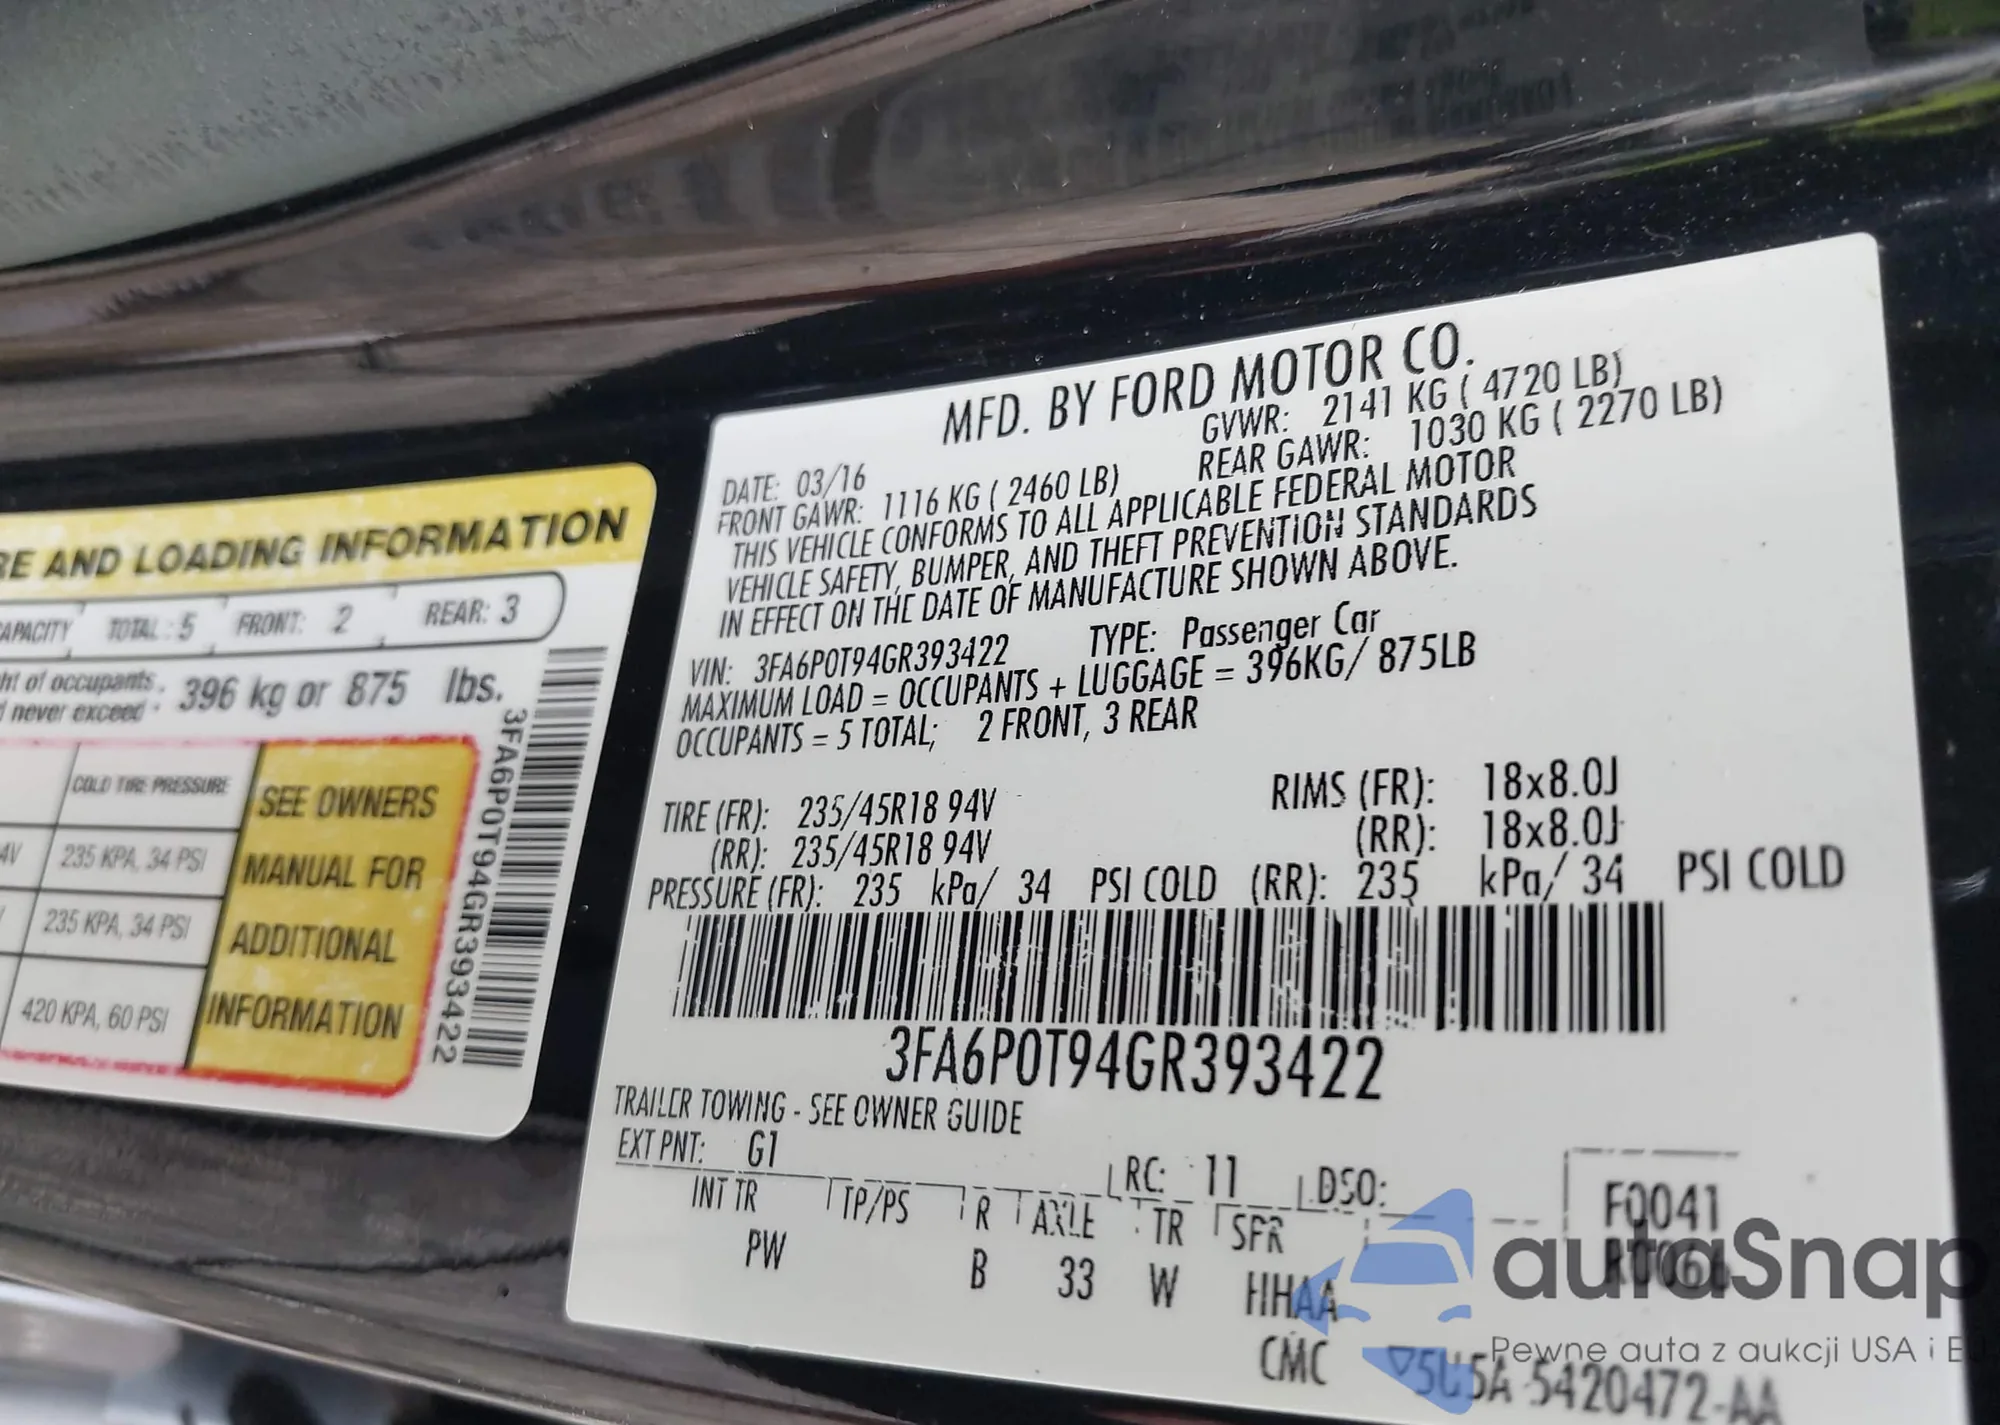 RE AND LOADING INFORMATION
CAPACITY TOTAL : 5 FRONT: 2 REAR: 3
ht of occupants
d never exceed 396 kg or 875 lbs.
COLD TIRE PRESSURE
4V 235 KPA, 34 PSI
235 KPA, 34 PSI
420 KPA, 60 PSI
SEE OWNERS
MANUAL FOR
ADDITIONAL
INFORMATION
3FA6P0T94GR393422
MFD. BY FORD MOTOR CO.
DATE: 03/16 GVWR: 2141 KG ( 4720 LB)
FRONT GAWR: 1116 KG ( 2460 LB) REAR GAWR: 1030 KG ( 2270 LB)
THIS VEHICLE CONFORMS TO ALL APPLICABLE FEDERAL MOTOR
VEHICLE SAFETY, BUMPER, AND THEFT PREVENTION STANDARDS
IN EFFECT ON THE DATE OF MANUFACTURE SHOWN ABOVE.
VIN: 3FA6P0T94GR393422 TYPE: Passenger Car
MAXIMUM LOAD = OCCUPANTS + LUGGAGE = 396KG/ 875LB
OCCUPANTS = 5 TOTAL; 2 FRONT, 3 REAR
TIRE (FR): 235/45R18 94V RIMS (FR): 18x8.0J
(RR): 235/45R18 94V (RR): 18x8.0J
PRESSURE (FR): 235 kPa/ 34 PSI COLD (RR): 235 kPa/ 34 PSI COLD
3FA6P0T94GR393422
TRAILER TOWING - SEE OWNER GUIDE
EXT PNT: G1 RC: 11 DSO: F0041
INT TR TP/PS R AXLE TR SPR R0066
PW B 33 W HHAA
CMC 5U5A-5420472-AA
autaSnap
Pewne auta z aukcji USA i E